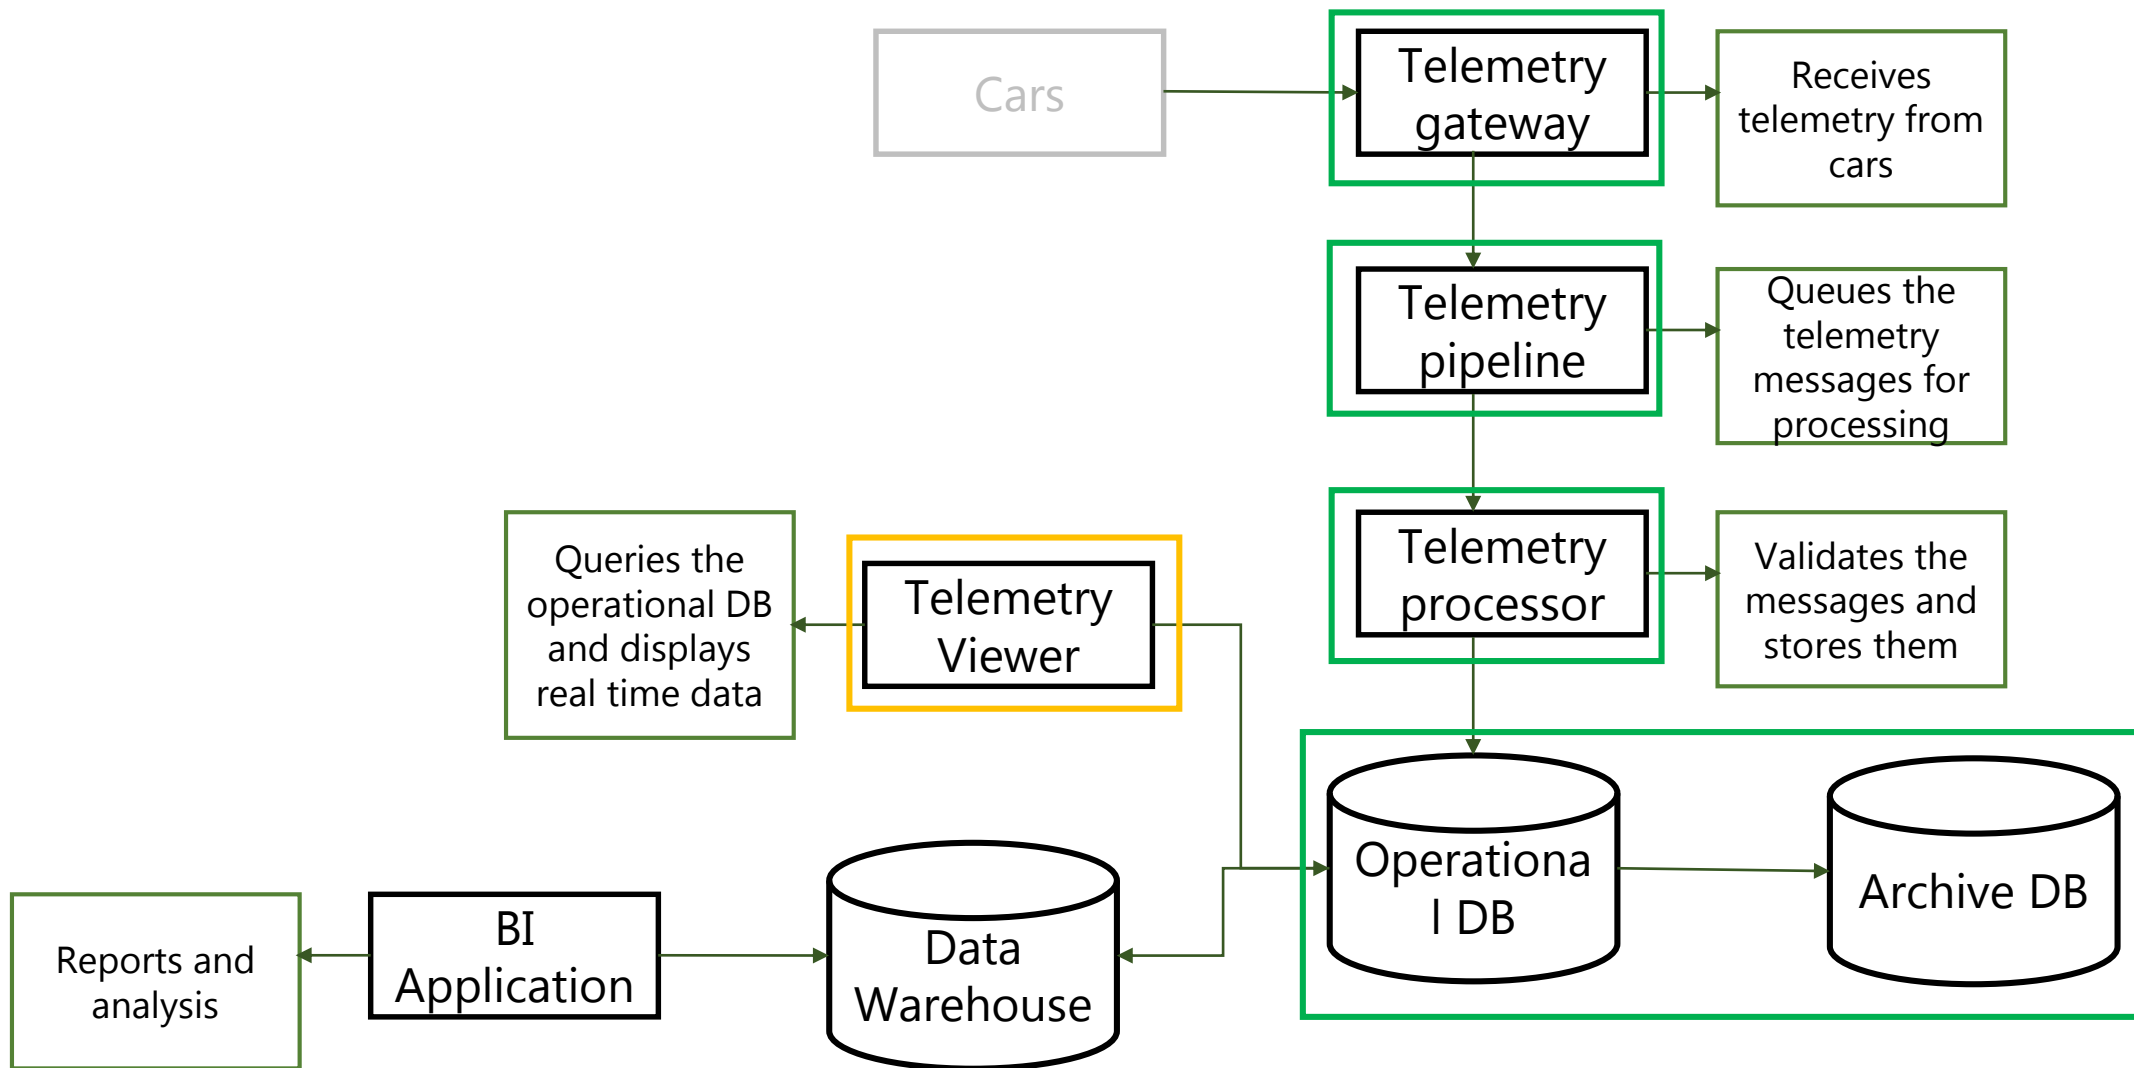 Cars
Telemetry
gateway
Receives
telemetry from
cars
Telemetry
pipeline
Queues the
telemetry
messages for
processing
Queries the
operational DB
and displays
real time data
Telemetry
Viewer
Telemetry
processor
Validates the
messages and
stores them
Operationa
l DB
Archive DB
Reports and
analysis
BI
Application
Data
Warehouse